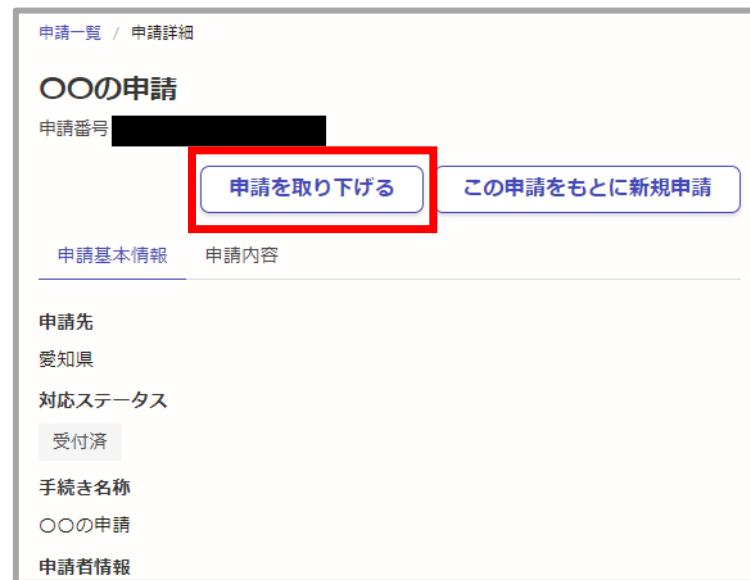 申請一覧 / 申請詳細
〇〇の申請
申請番号
申請を取り下げる　この申請をもとに新規申請
申請基本情報　申請内容
申請先
愛知県
対応ステータス
受付済
手続き名称
〇〇の申請
申請者情報